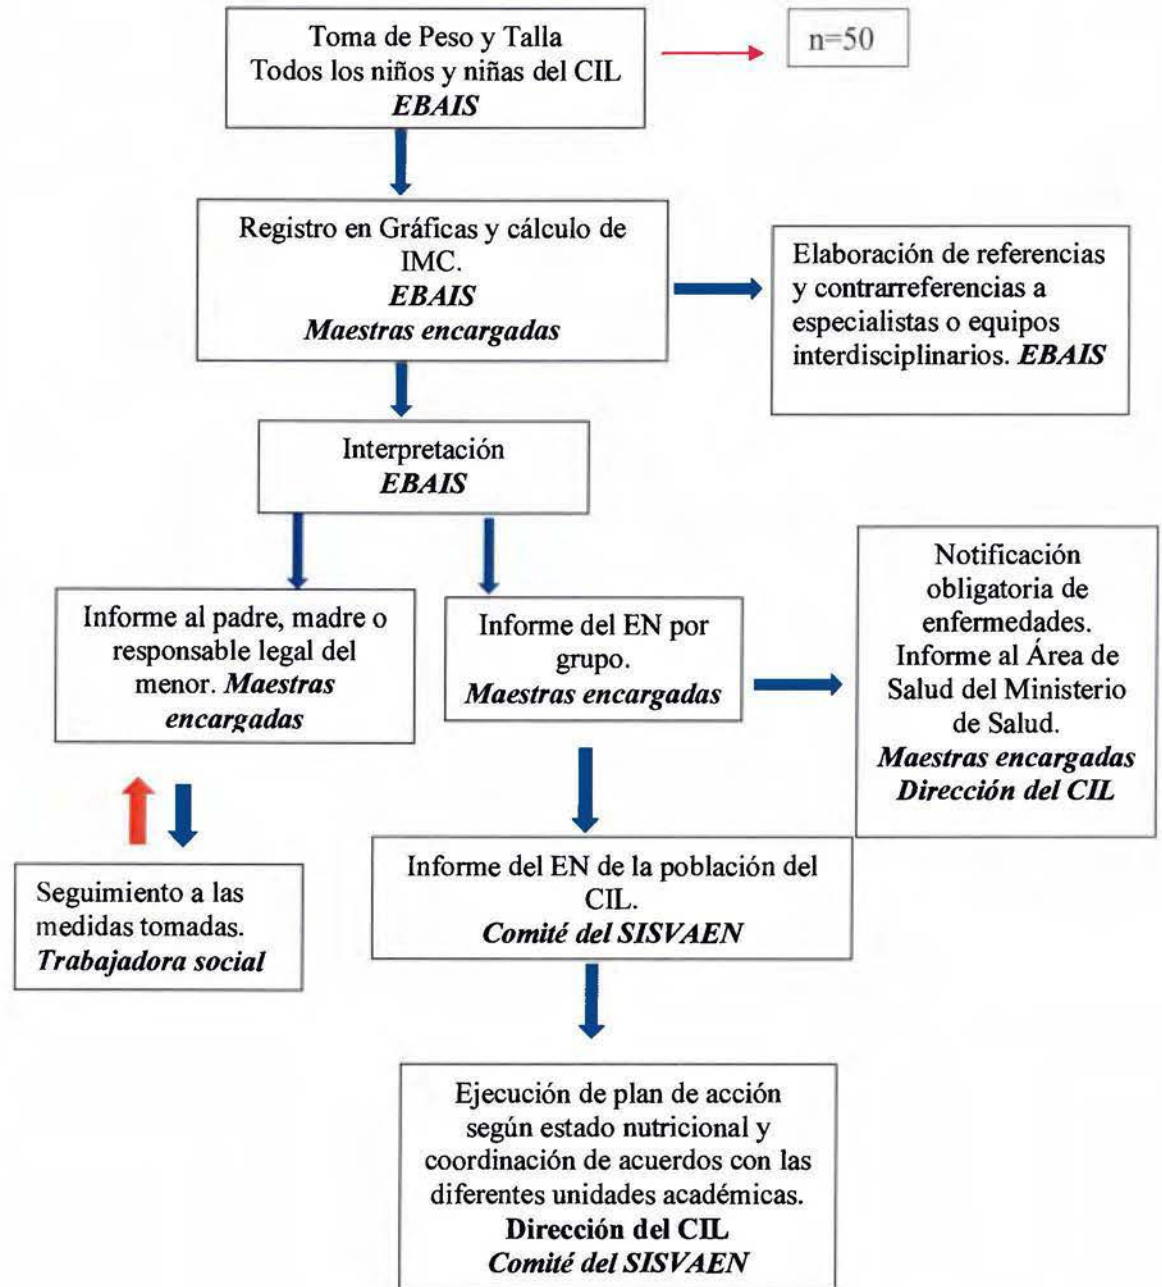 Toma de Peso y Talla
Todos los niños y niñas del CIL
EBAIS
n=50
Registro en Gráficas y cálculo de
IMC.
EBAIS
Maestras encargadas
Elaboración de referencias
y contrarreferencias a
especialistas o equipos
interdisciplinarios. EBAIS
Interpretación
EBAIS
Informe al padre, madre o
responsable legal del
menor. Maestras
encargadas
Informe del EN por
grupo.
Maestras encargadas
Notificación
obligatoria de
enfermedades.
Informe al Área de
Salud del Ministerio
de Salud.
Maestras encargadas
Dirección del CIL
Seguimiento a las
medidas tomadas.
Trabajadora social
Informe del EN de la población del
CIL.
Comité del SISVAEN
Ejecución de plan de acción
según estado nutricional y
coordinación de acuerdos con las
diferentes unidades académicas.
Dirección del CIL
Comité del SISVAEN